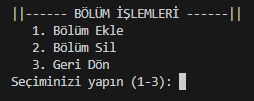 ||------ BÖLÜM İŞLEMLERİ ------||
1. Bölüm Ekle
2. Bölüm Sil
3. Geri Dön
Seçiminizi yapın (1-3):